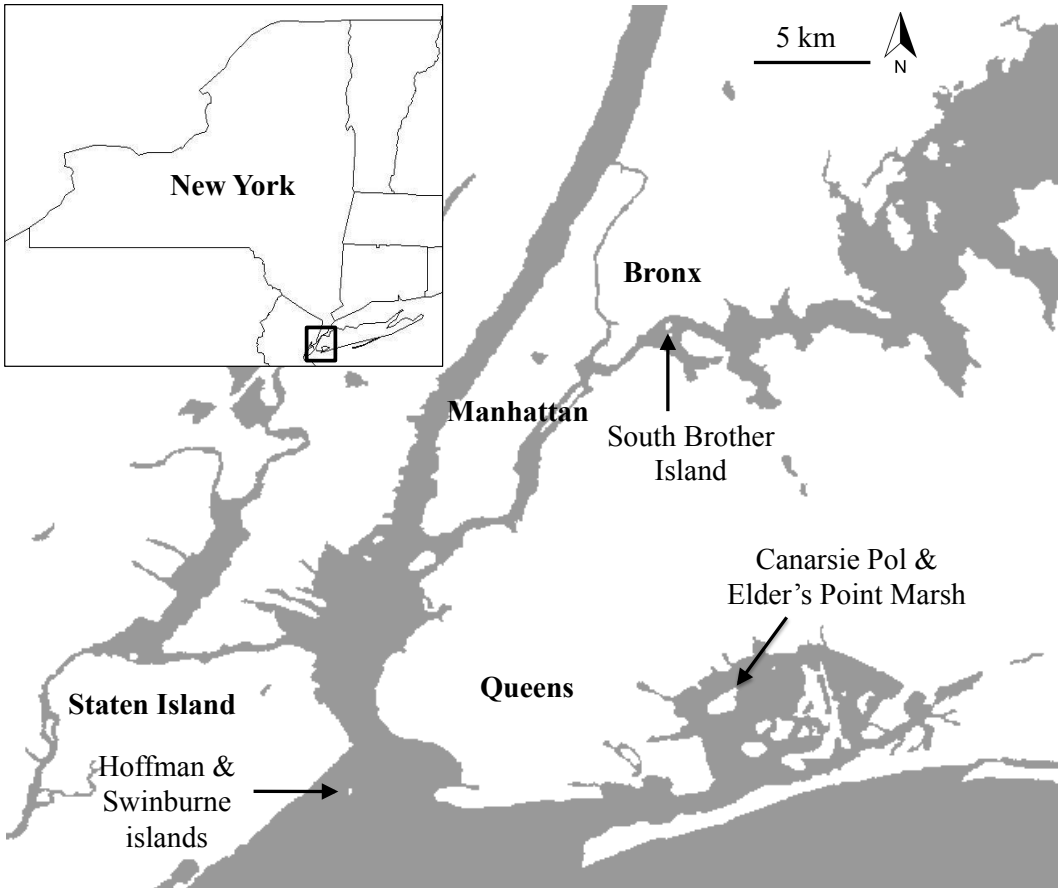 5 km
N
New York
Bronx
Manhattan
South Brother
Island
Canarsie Pol &
Elder's Point Marsh
Queens
Staten Island
Hoffman &
Swinburne
islands